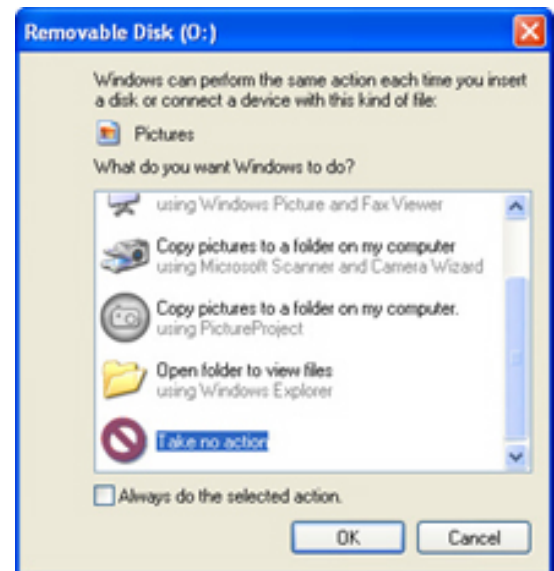 Removable Disk (O:)
Windows can perform the same action each time you insert
a disk or connect a device with this kind of file:
Pictures
What do you want Windows to do?
using Windows Picture and Fax Viewer
Copy pictures to a folder on my computer
using Microsoft Scanner and Camera Wizard
Copy pictures to a folder on my computer.
using PictureProject
Open folder to view files
using Windows Explorer
Take no action
Always do the selected action.
OK
Cancel